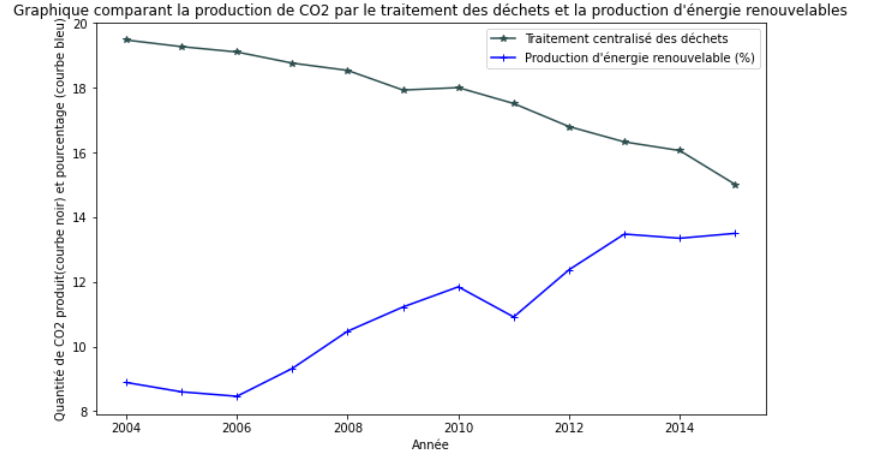 Graphique comparant la production de CO2 par le traitement des déchets et la production d'énergie renouvelables
Quantité de CO2 produit(courbe noir) et pourcentage (courbe bleu)
20
18
16
14
12
10
8
Traitement centralisé des déchets
Production d'énergie renouvelable (%)
2004
2006
2008
2010
2012
2014
Année